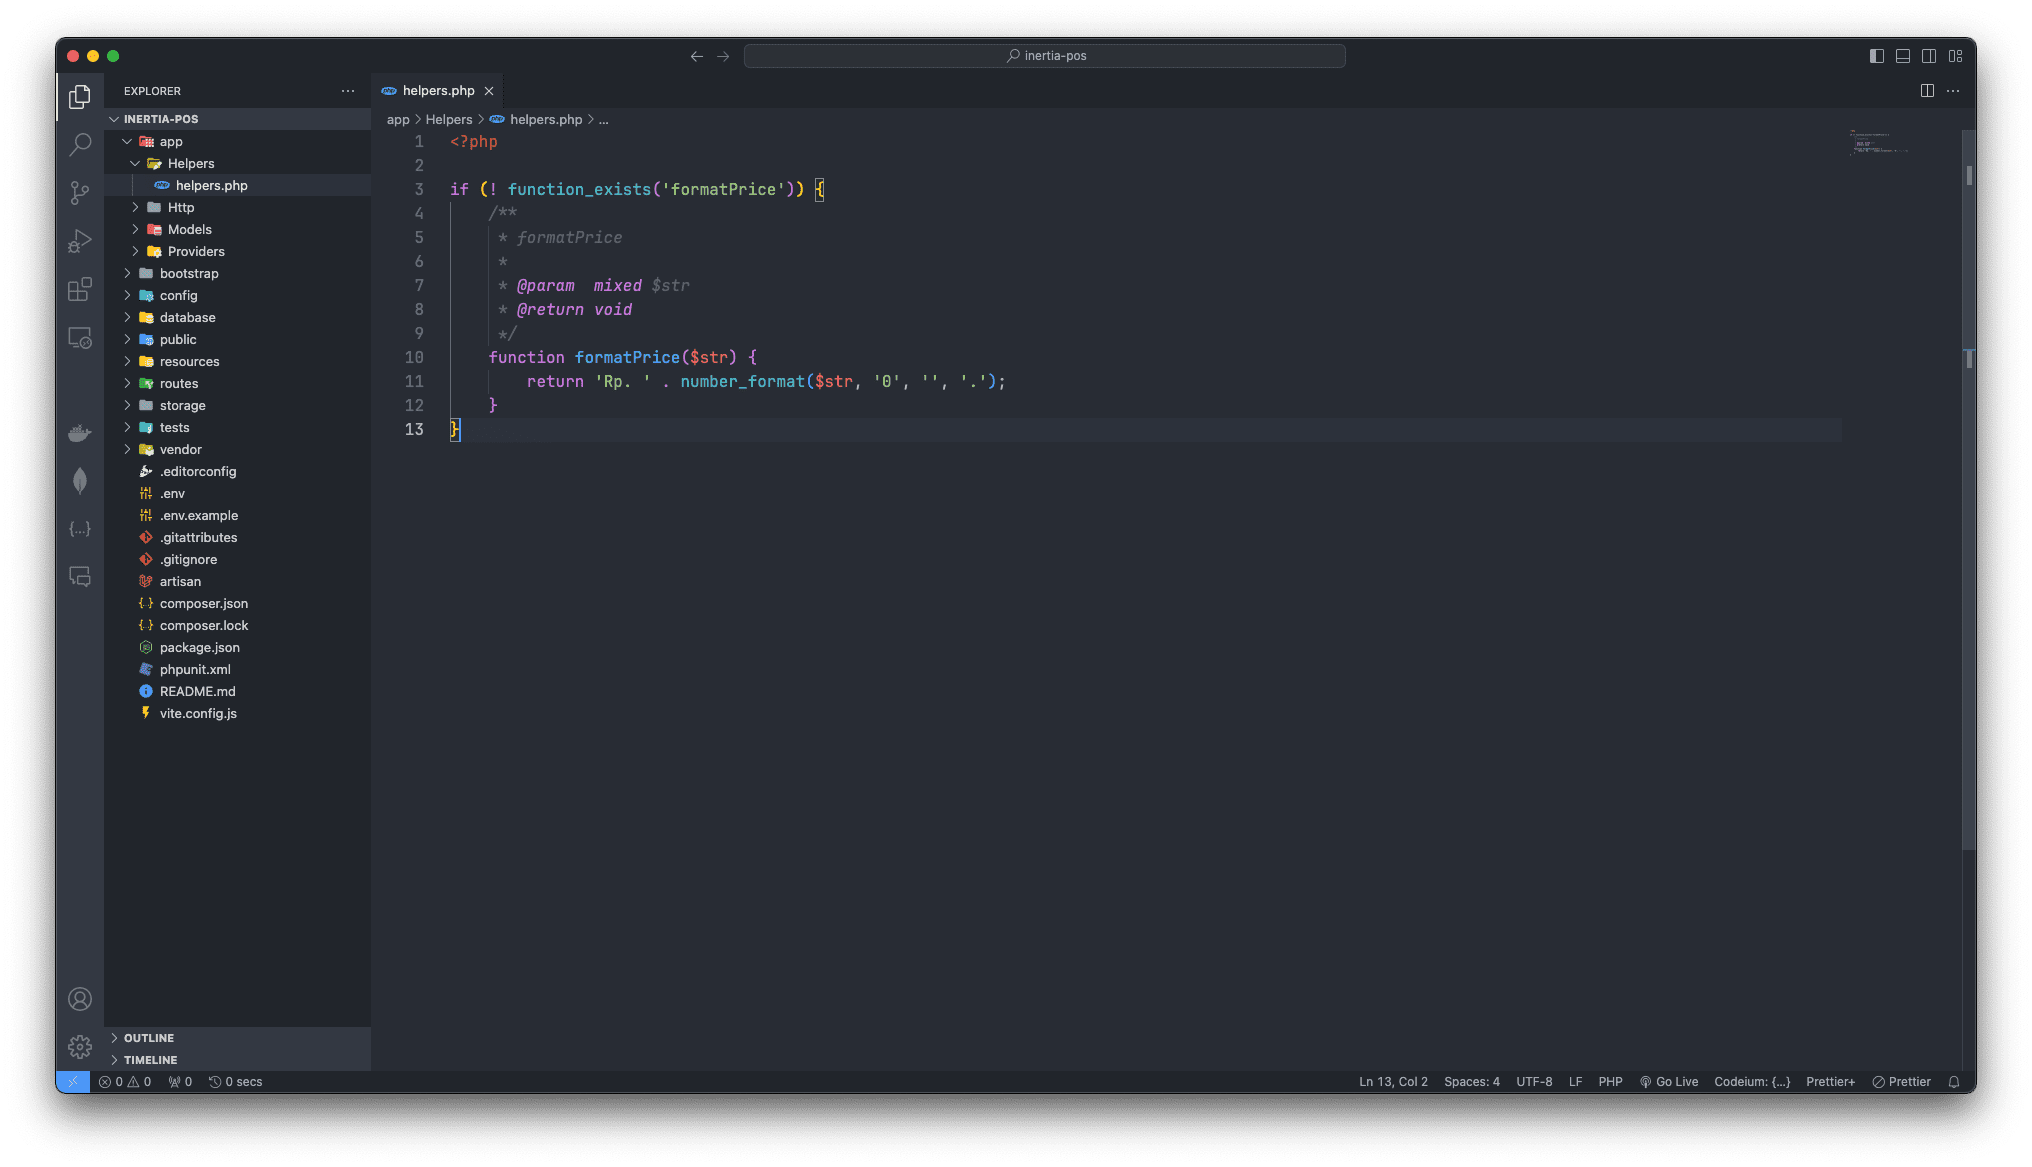 inertia-pos
EXPLORER
helpers.php
INERTIA-POS
app > Helpers > helpers.php > ...
app
Helpers
helpers.php
Http
Models
Providers
bootstrap
config
database
public
resources
routes
storage
tests
vendor
.editorconfig
.env
.env.example
.gitattributes
.gitignore
artisan
composer.json
composer.lock
package.json
phpunit.xml
README.md
vite.config.js
OUTLINE
TIMELINE
1 <?php
2
3 if (! function_exists('formatPrice')) {
4     /**
5      * formatPrice
6      *
7      * @param  mixed $str
8      * @return void
9      */
10     function formatPrice($str) {
11         return 'Rp. ' . number_format($str, '0', '', '.');
12     }
13 }
0 0 0 0 secs Ln 13, Col 2 Spaces: 4 UTF-8 LF PHP Go Live Codeium: {...} Prettier+ Prettier